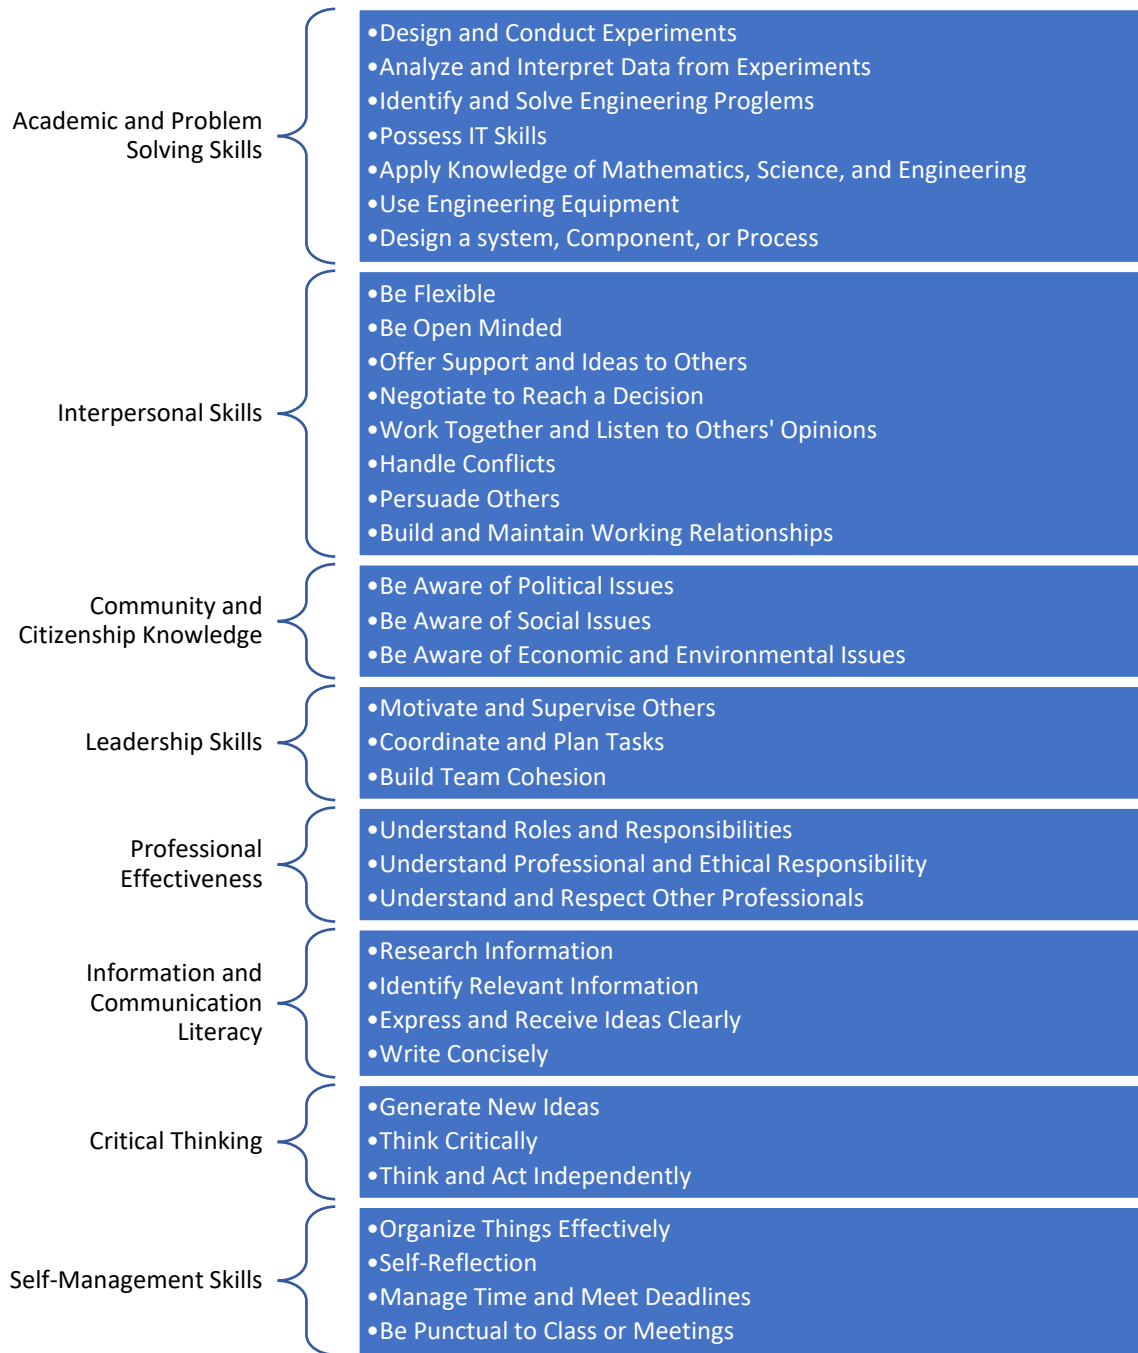 Academic and Problem
Solving Skills
•Design and Conduct Experiments
•Analyze and Interpret Data from Experiments
•Identify and Solve Engineering Proglems
•Possess IT Skills
•Apply Knowledge of Mathematics, Science, and Engineering
•Use Engineering Equipment
•Design a system, Component, or Process
Interpersonal Skills
•Be Flexible
•Be Open Minded
•Offer Support and Ideas to Others
•Negotiate to Reach a Decision
•Work Together and Listen to Others' Opinions
•Handle Conflicts
•Persuade Others
•Build and Maintain Working Relationships
Community and
Citizenship Knowledge
•Be Aware of Political Issues
•Be Aware of Social Issues
•Be Aware of Economic and Environmental Issues
Leadership Skills
•Motivate and Supervise Others
•Coordinate and Plan Tasks
•Build Team Cohesion
Professional
Effectiveness
•Understand Roles and Responsibilities
•Understand Professional and Ethical Responsibility
•Understand and Respect Other Professionals
Information and
Communication
Literacy
•Research Information
•Identify Relevant Information
•Express and Receive Ideas Clearly
•Write Concisely
Critical Thinking
•Generate New Ideas
•Think Critically
•Think and Act Independently
Self-Management Skills
•Organize Things Effectively
•Self-Reflection
•Manage Time and Meet Deadlines
•Be Punctual to Class or Meetings